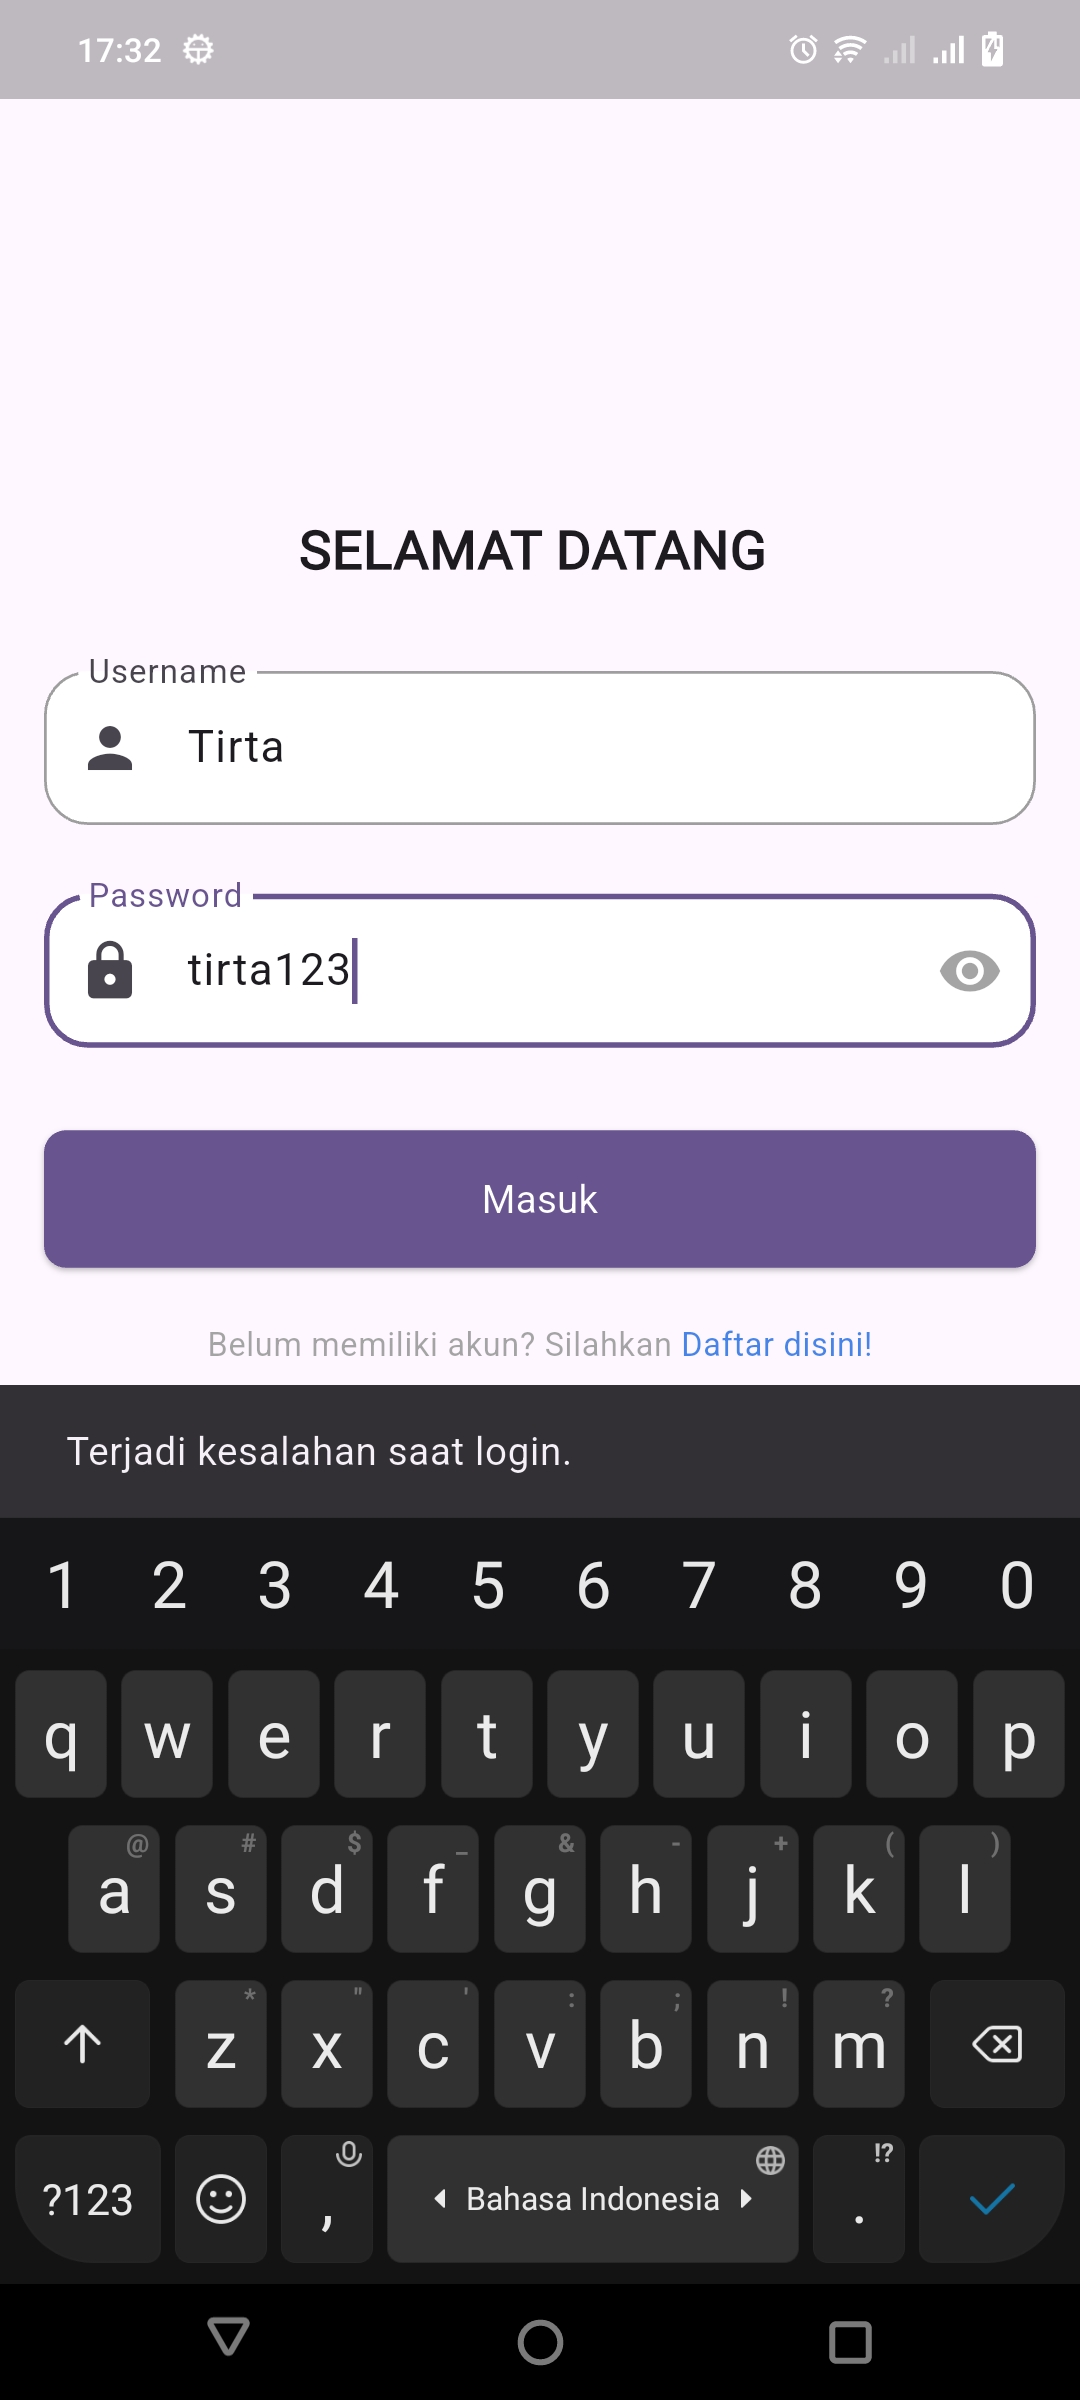 17:32
SELAMAT DATANG
Username
Tirta
Password
tirta123
Masuk
Belum memiliki akun? Silahkan Daftar disini!
Terjadi kesalahan saat login.
1 2 3 4 5 6 7 8 9 0
q w e r t y u i o p
@ # $ _ & - + ( )
a s d f g h j k l
* " ' : ; ! ?
z x c v b n m
!?
?123 , Bahasa Indonesia .